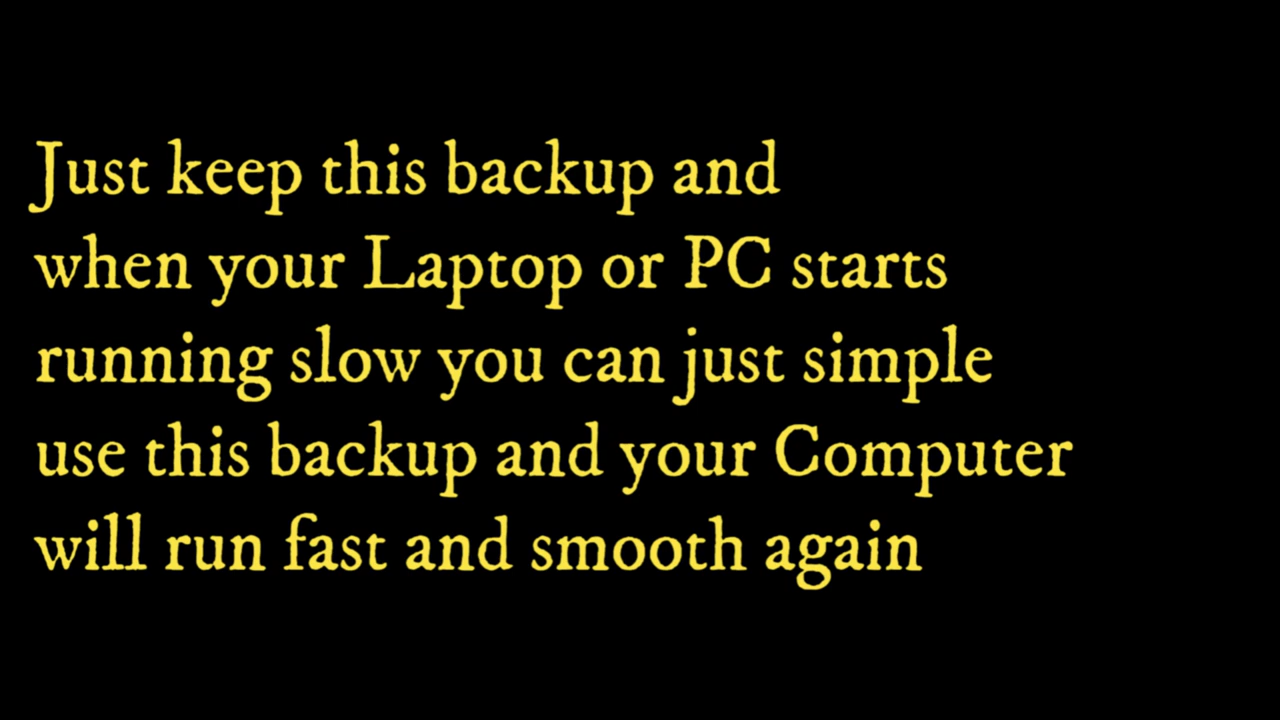 Just keep this backup and
when your Laptop or PC starts
running slow you can just simple
use this backup and your Computer
will run fast and smooth again